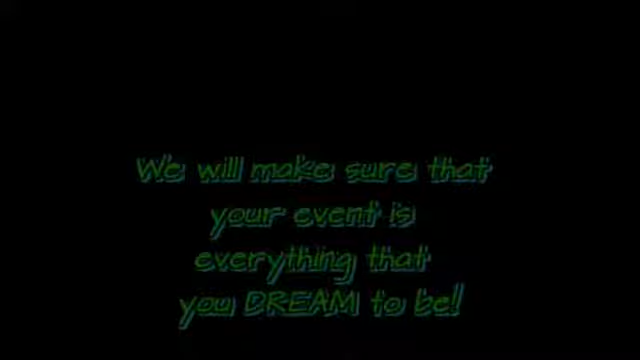 We will make sure that
your event is
everything that
you DREAM to be!